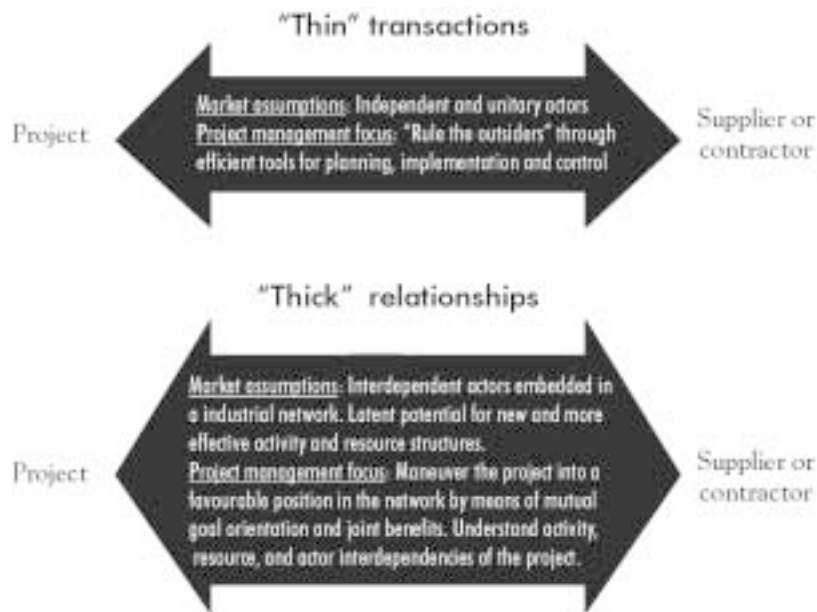 "Thin" transactions
Market assumptions: Independent and unitary actors
Project management focus: "Rule the outsiders" through
efficient tools for planning, implementation and control
Project
Supplier or
contractor
"Thick" relationships
Market assumptions: Interdependent actors embedded in
a industrial network. Latent potential for new and more
effective activity and resource structures.
Project management focus: Maneuver the project into a
favourable position in the network by means of mutual
goal orientation and joint benefits. Understand activity,
resource, and actor interdependencies of the project.
Project
Supplier or
contractor